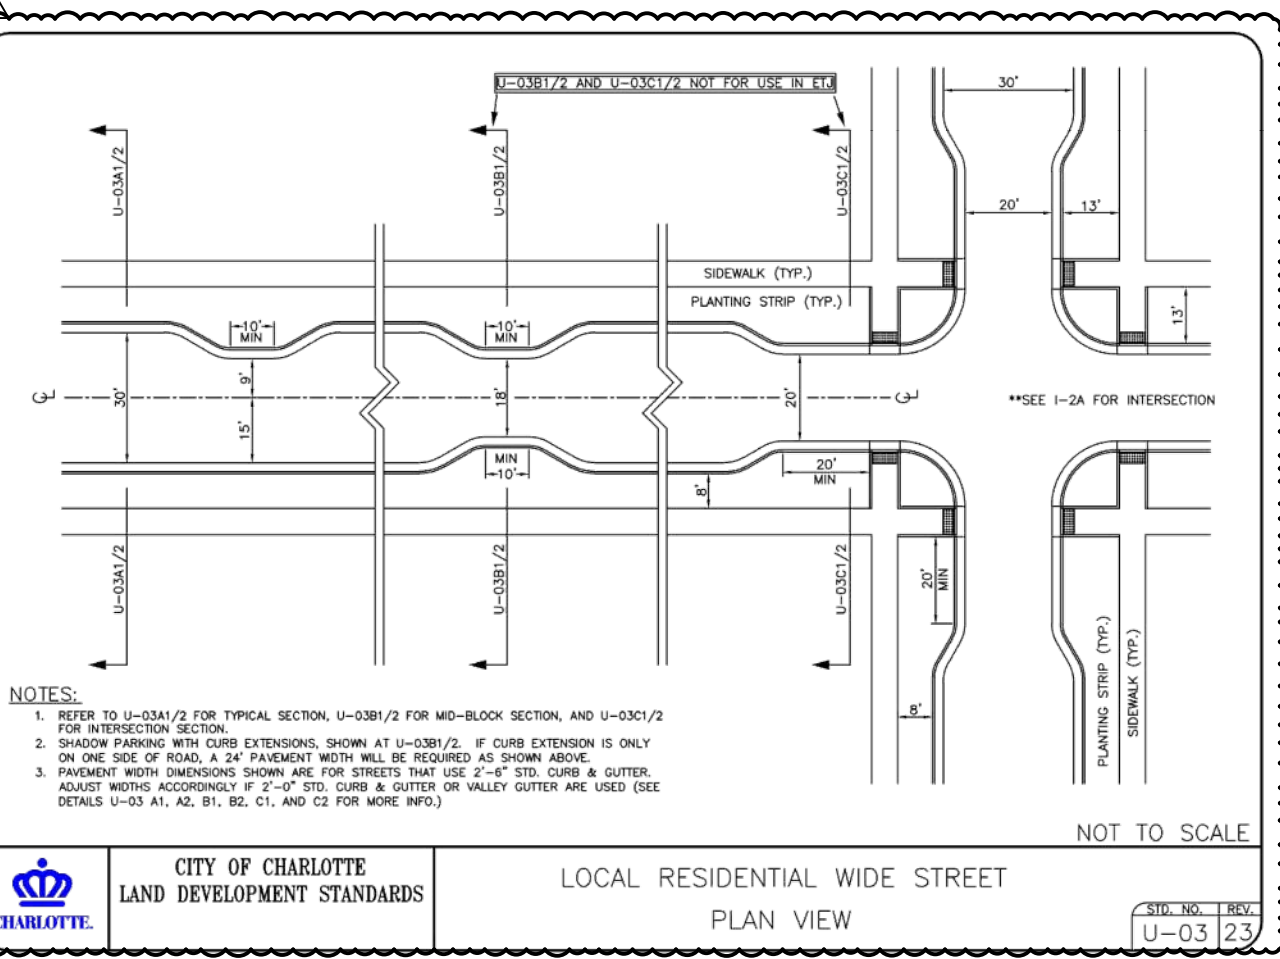 U-03B1/2 AND U-03C1/2 NOT FOR USE IN ETJ
30'
U-03A1/2
U-03B1/2
U-03C1/2
20'
13'
SIDEWALK (TYP.)
PLANTING STRIP (TYP.)
13'
10'
MIN
10'
MIN
9'
30'
18'
20'
15'
**SEE I-2A FOR INTERSECTION
MIN
10'
20'
MIN
8'
U-03A1/2
U-03B1/2
U-03C1/2
20'
MIN
8'
PLANTING STRIP (TYP.)
SIDEWALK (TYP.)
NOTES:
1. REFER TO U-03A1/2 FOR TYPICAL SECTION, U-03B1/2 FOR MID-BLOCK SECTION, AND U-03C1/2
FOR INTERSECTION SECTION.
2. SHADOW PARKING WITH CURB EXTENSIONS, SHOWN AT U-03B1/2. IF CURB EXTENSION IS ONLY
ON ONE SIDE OF ROAD, A 24' PAVEMENT WIDTH WILL BE REQUIRED AS SHOWN ABOVE.
3. PAVEMENT WIDTH DIMENSIONS SHOWN ARE FOR STREETS THAT USE 2'-6" STD. CURB & GUTTER.
ADJUST WIDTHS ACCORDINGLY IF 2'-0" STD. CURB & GUTTER OR VALLEY GUTTER ARE USED (SEE
DETAILS U-03 A1, A2, B1, B2, C1, AND C2 FOR MORE INFO.)
NOT TO SCALE
CHARLOTTE.
CITY OF CHARLOTTE
LAND DEVELOPMENT STANDARDS
LOCAL RESIDENTIAL WIDE STREET
PLAN VIEW
STD. NO.
REV.
U-03
23